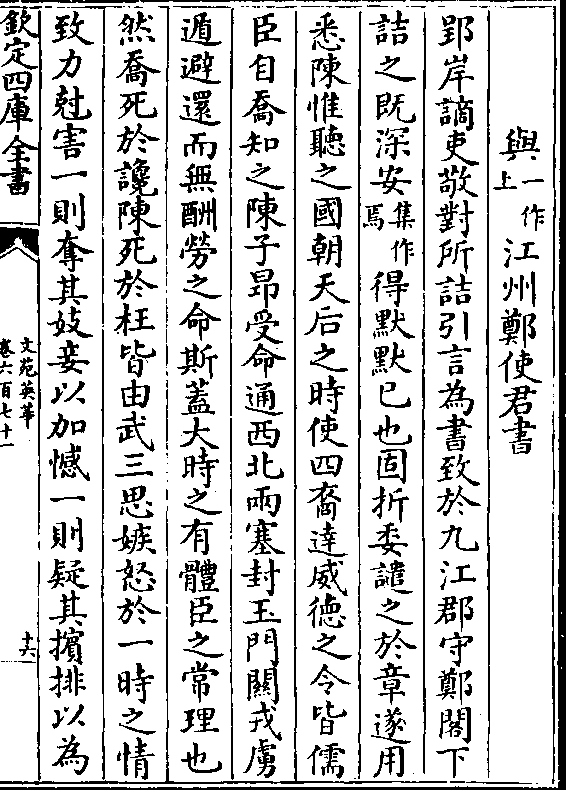 與一作上江州鄭使君書
郢岸謫吏敬對所詰引言為書致於九江郡守鄭閣下
詰之既深安集作焉得默默已也固折委譴之於章遂用
悉陳惟聽之國朝天后之時使四裔達威德之令皆儒
臣自喬知之陳子昂受命通西北兩塞封玉門關戎虜
遁避還而無酬勞之命斯蓋大時之有體臣之常理也
然喬死於讒陳死於枉皆由武三思嫉怒於一時之情
致力尅害一則奪其妓妾以加憾一則疑其擯排以為
欽定四庫全書
文苑英華
卷六百七十一
十六